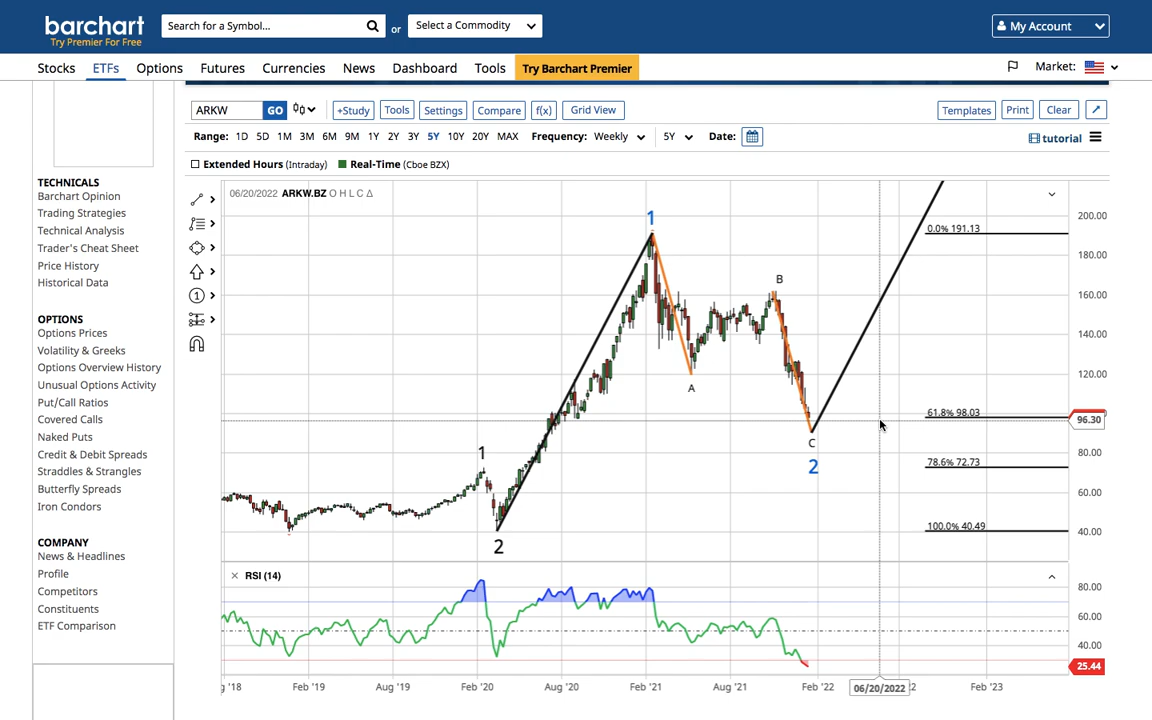 barchart
Try Premier For Free
Search for a Symbol...
or
Select a Commodity
My Account
Stocks ETFs Options Futures Currencies News Dashboard Tools Try Barchart Premier
Market:
ARKW GO +Study Tools Settings Compare f(x) Grid View Templates Print Clear
Range: 1D 5D 1M 3M 6M 9M 1Y 2Y 3Y 5Y 10Y 20Y MAX Frequency: Weekly 5Y Date: tutorial
Extended Hours (Intraday) Real-Time (Cboe BZX)
06/20/2022 ARKW.BZ O H L C Δ
TECHNICALS
Barchart Opinion
Trading Strategies
Technical Analysis
Trader's Cheat Sheet
Price History
Historical Data
OPTIONS
Options Prices
Volatility & Greeks
Options Overview History
Unusual Options Activity
Put/Call Ratios
Covered Calls
Naked Puts
Credit & Debit Spreads
Straddles & Strangles
Butterfly Spreads
Iron Condors
COMPANY
News & Headlines
Profile
Competitors
Constituents
ETF Comparison
1
1
2
A
B
C
2
1
0.0% 191.13
61.8% 98.03
78.6% 72.73
100.0% 40.49
200.00
180.00
160.00
140.00
120.00
96.30
80.00
60.00
40.00
RSI (14)
80.00
60.00
40.00
25.44
g '18 Feb '19 Aug '19 Feb '20 Aug '20 Feb '21 Aug '21 Feb '22 06/20/2022 2 Feb '23